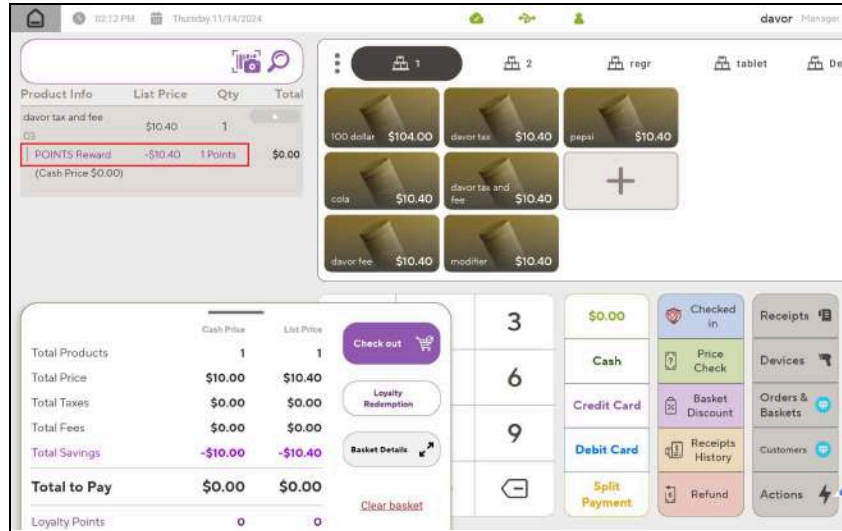 02:12 PM Thursday 11/14/2024 davor Manager
Product Info List Price Qty Total
davor tax and fee
$10.40 1
03
POINTS Reward -$10.40 1 Points $0.00
(Cash Price $0.00)
1 2 regr tablet De
100 dollar $104.00 davor tax $10.40 pepsi $10.40
cola $10.40 davor tax and fee $10.40
davor fee $10.40 modifier $10.40
Cash Price List Price
Total Products 1 1
Total Price $10.00 $10.40
Total Taxes $0.00 $0.00
Total Fees $0.00 $0.00
Total Savings -$10.00 -$10.40
Total to Pay $0.00 $0.00
Loyalty Points 0 0
Check out
Loyalty
Redemption
Basket Details
Clear basket
3
6
9
$0.00
Cash
Credit Card
Debit Card
Split
Payment
Checked
in
Price
Check
Basket
Discount
Receipts
History
Refund
Receipts
Devices
Orders &
Baskets
Customers
Actions